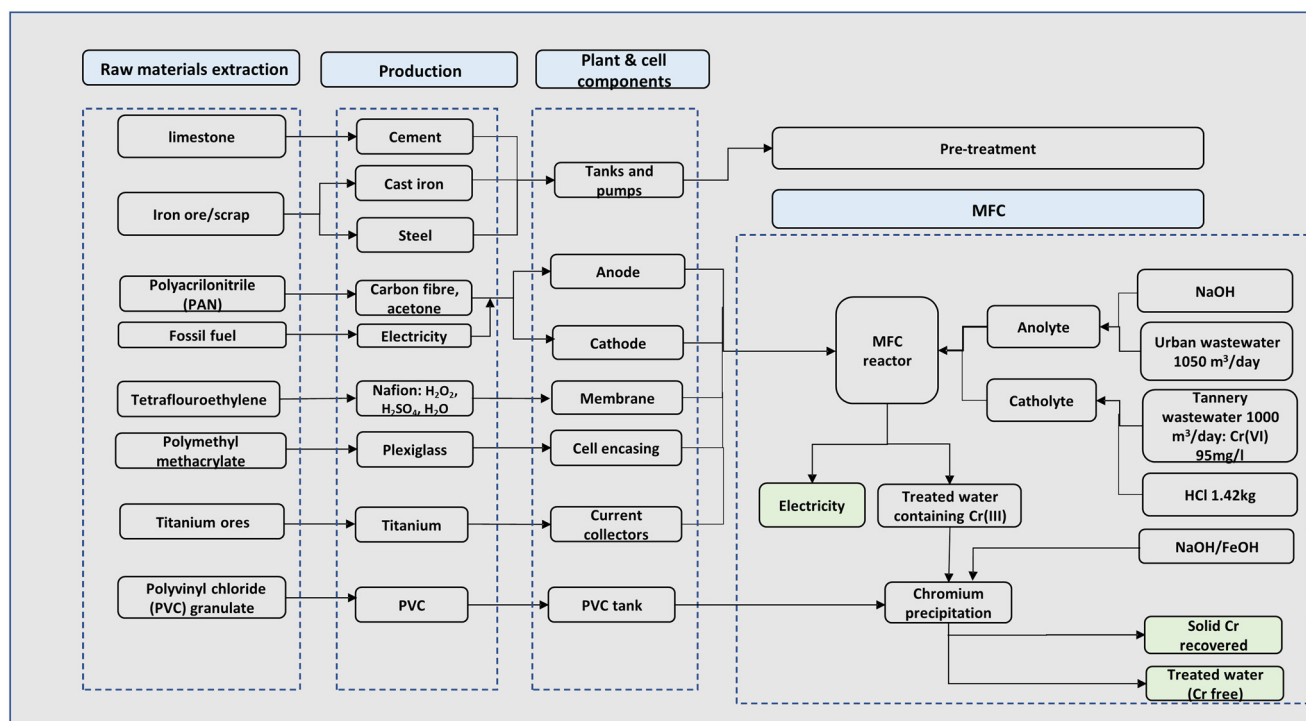 Raw materials extraction
Production
Plant & cell
components
limestone
Cement
Iron ore/scrap
Cast iron
Steel
Tanks and
pumps
Pre-treatment
MFC
Polyacrilonitrile
(PAN)
Carbon fibre,
acetone
Fossil fuel
Electricity
Anode
Cathode
Tetraflouroethylene
Nafion: H₂O₂,
H₂SO₄, H₂O
Membrane
Polymethyl
methacrylate
Plexiglass
Cell encasing
Titanium ores
Titanium
Current
collectors
Polyvinyl chloride
(PVC) granulate
PVC
PVC tank
MFC
reactor
Anolyte
Catholyte
NaOH
Urban wastewater
1050 m³/day
Tannery
wastewater 1000
m³/day: Cr(VI)
95mg/l
HCl 1.42kg
Electricity
Treated water
containing Cr(III)
NaOH/FeOH
Chromium
precipitation
Solid Cr
recovered
Treated water
(Cr free)